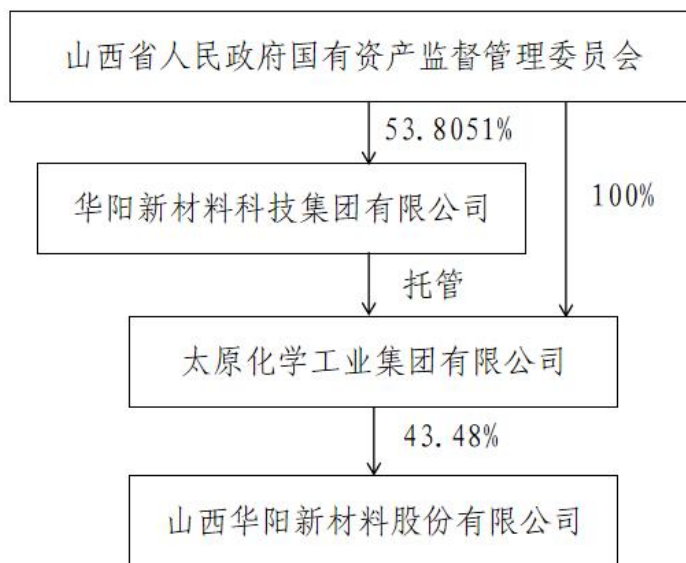 山西省人民政府国有资产监督管理委员会
53.8051%
华阳新材料科技集团有限公司
100%
托管
太原化学工业集团有限公司
43.48%
山西华阳新材料股份有限公司